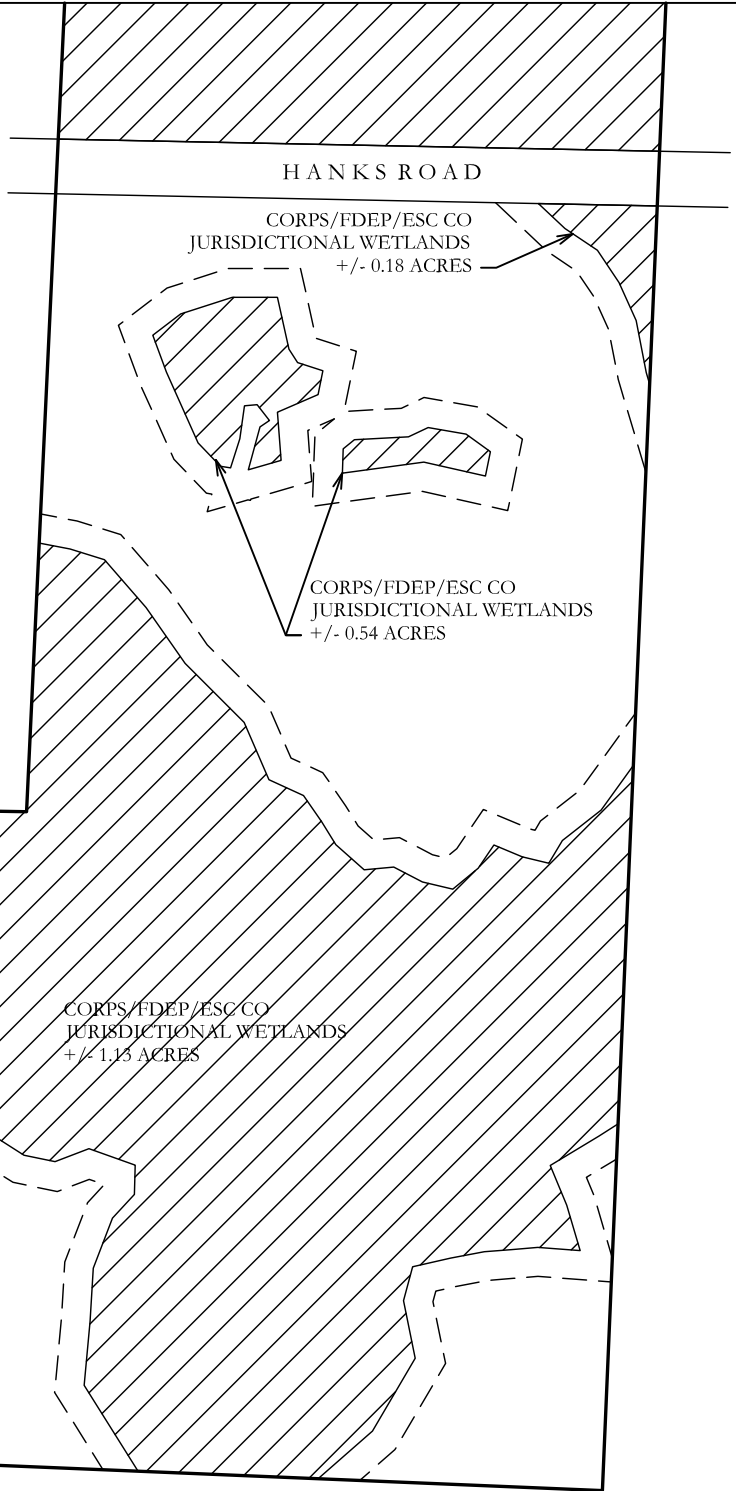 HANKS ROAD
CORPS/FDEP/ESC CO
JURISDICTIONAL WETLANDS
+/- 0.18 ACRES
CORPS/FDEP/ESC CO
JURISDICTIONAL WETLANDS
+/- 0.54 ACRES
CORPS/FDEP/ESC CO
JURISDICTIONAL WETLANDS
+/- 1.13 ACRES